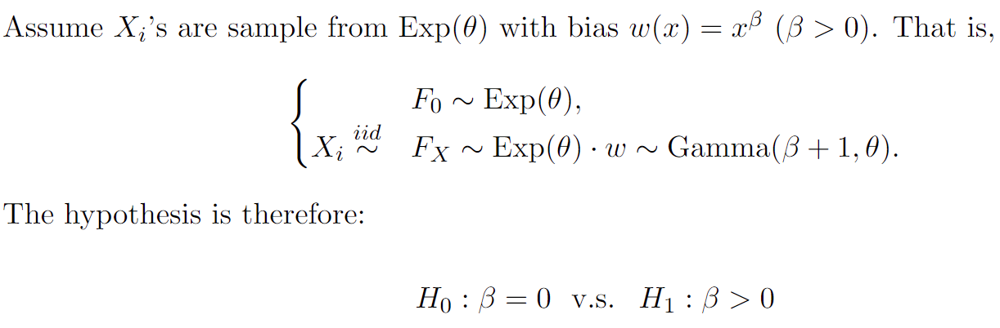 Assume $X_i$'s are sample from $\mathrm{Exp}(\theta)$ with bias $w(x) = x^{\beta}$ $(\beta > 0)$. That is,
$$\begin{cases} & F_0 \sim \mathrm{Exp}(\theta), \\ X_i \overset{iid}{\sim} & F_X \sim \mathrm{Exp}(\theta) \cdot w \sim \mathrm{Gamma}(\beta + 1, \theta). \end{cases}$$
The hypothesis is therefore:
$$H_0 : \beta = 0 \ \text{ v.s. } \ H_1 : \beta > 0$$